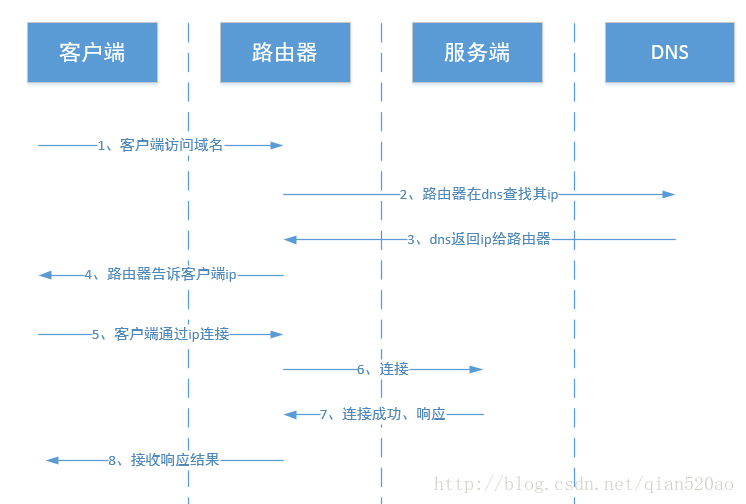 客户端
路由器
服务端
DNS
1、客户端访问域名
2、路由器在dns查找其ip
3、dns返回ip给路由器
4、路由器告诉客户端ip
5、客户端通过ip连接
6、连接
7、连接成功、响应
8、接收响应结果
http://blog.csdn.net/qian520ao